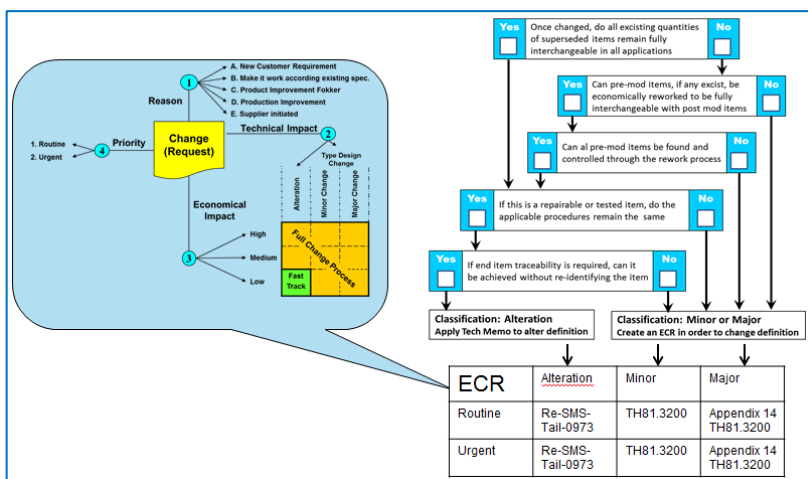 A. New Customer Requirement
B. Make it work according existing spec.
C. Product Improvement Fokker
D. Production Improvement
E. Supplier initiated
1
Reason
1. Routine
2. Urgent
4
Priority
Change
(Request)
Technical Impact
2
Type Design
Change
Alteration
Minor Change
Major Change
Economical
Impact
3
High
Medium
Low
Full Change Process
Fast
Track
Yes
Once changed, do all excisting quantities
of superseded items remain fully
interchangeable in all applications
No
Yes
Can pre-mod items, if any excist, be
economically reworked to be fully
interchangeable with post mod items
No
Yes
Can al pre-mod items be found and
controlled through the rework process
No
Yes
If this is a repairable or tested item, do the
applicable procedures remain the same
No
Yes
If end item traceability is required, can it
be achieved without re-identifying the item
No
Classification: Alteration
Apply Tech Memo to alter definition
Classification: Minor or Major
Create an ECR in order to change definition
ECR
Alteration
Minor
Major
Routine
Re-SMS-
Tail-0973
TH81.3200
Appendix 14
TH81.3200
Urgent
Re-SMS-
Tail-0973
TH81.3200
Appendix 14
TH81.3200